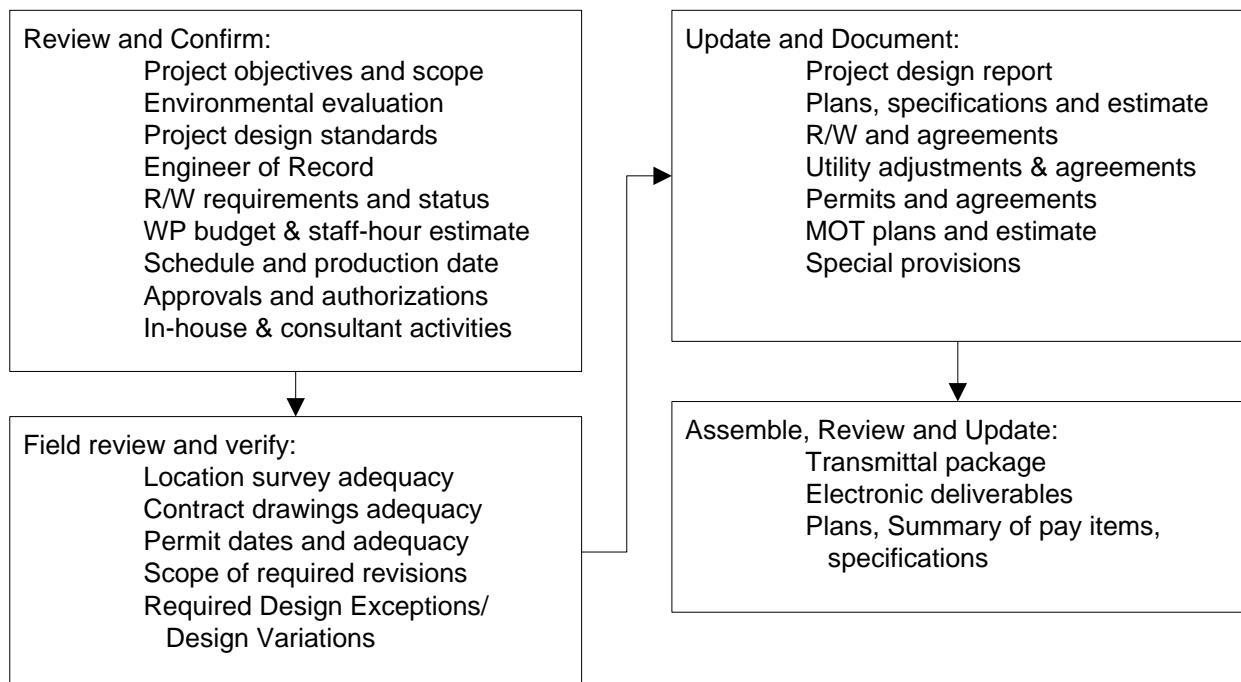 Review and Confirm:
Project objectives and scope
Environmental evaluation
Project design standards
Engineer of Record
R/W requirements and status
WP budget & staff-hour estimate
Schedule and production date
Approvals and authorizations
In-house & consultant activities
Field review and verify:
Location survey adequacy
Contract drawings adequacy
Permit dates and adequacy
Scope of required revisions
Required Design Exceptions/
Design Variations
Update and Document:
Project design report
Plans, specifications and estimate
R/W and agreements
Utility adjustments & agreements
Permits and agreements
MOT plans and estimate
Special provisions
Assemble, Review and Update:
Transmittal package
Electronic deliverables
Plans, Summary of pay items,
specifications